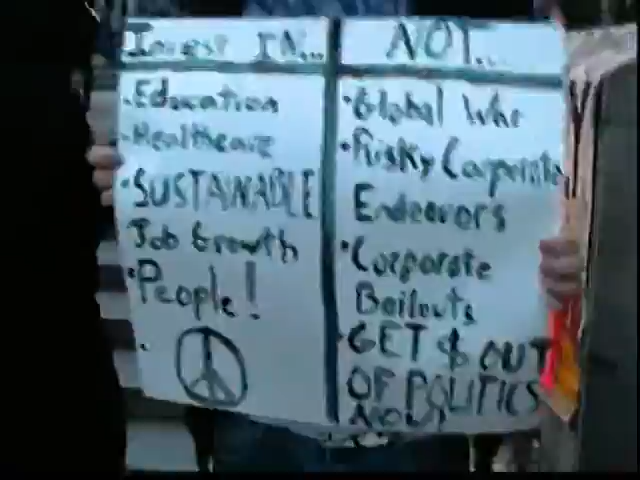 Invest IN...
• Education
• Healthcare
• SUSTAINABLE
Job Growth
• People!
•
NOT...
• Global War
• Risky Corporate
Endeavors
• Corporate
Bailouts
• GET $ OUT
OF POLITICS
NOW!